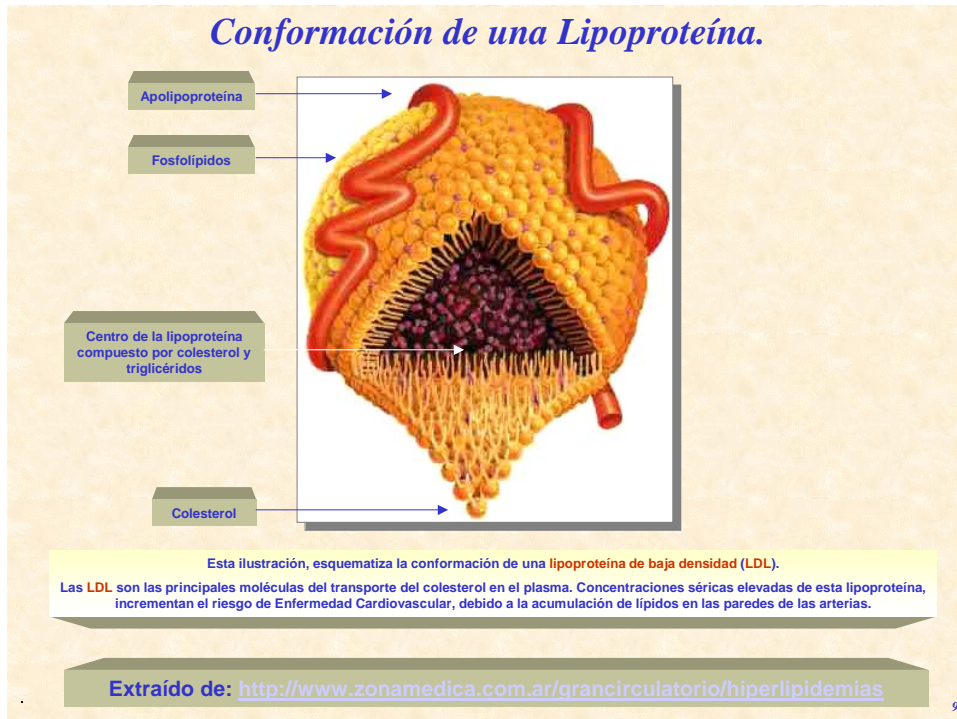 Conformación de una Lipoproteína.
Apolipoproteína
Fosfolípidos
Centro de la lipoproteína
compuesto por colesterol y
triglicéridos
Colesterol
Esta ilustración, esquematiza la conformación de una lipoproteína de baja densidad (LDL).
Las LDL son las principales moléculas del transporte del colesterol en el plasma. Concentraciones séricas elevadas de esta lipoproteína,
incrementan el riesgo de Enfermedad Cardiovascular, debido a la acumulación de lípidos en las paredes de las arterias.
Extraído de: http://www.zonamedica.com.ar/grancirculatorio/hiperlipidemias
.